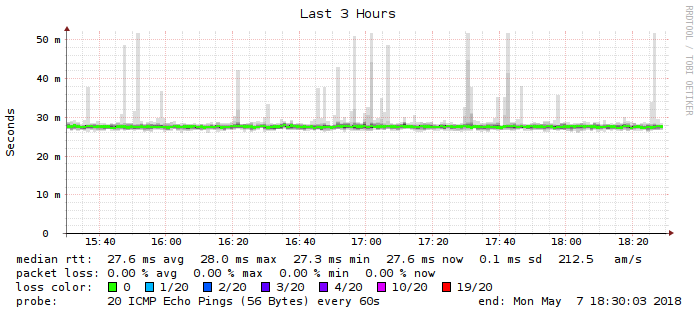 Last 3 Hours
RRDTOOL / TOBI OETIKER
Seconds
50 m
40 m
30 m
20 m
10 m
0
15:40 16:00 16:20 16:40 17:00 17:20 17:40 18:00 18:20
median rtt: 27.6 ms avg 28.0 ms max 27.3 ms min 27.6 ms now 0.1 ms sd 212.5 am/s
packet loss: 0.00 % avg 0.00 % max 0.00 % min 0.00 % now
loss color: 0 1/20 2/20 3/20 4/20 10/20 19/20
probe: 20 ICMP Echo Pings (56 Bytes) every 60s end: Mon May 7 18:30:03 2018